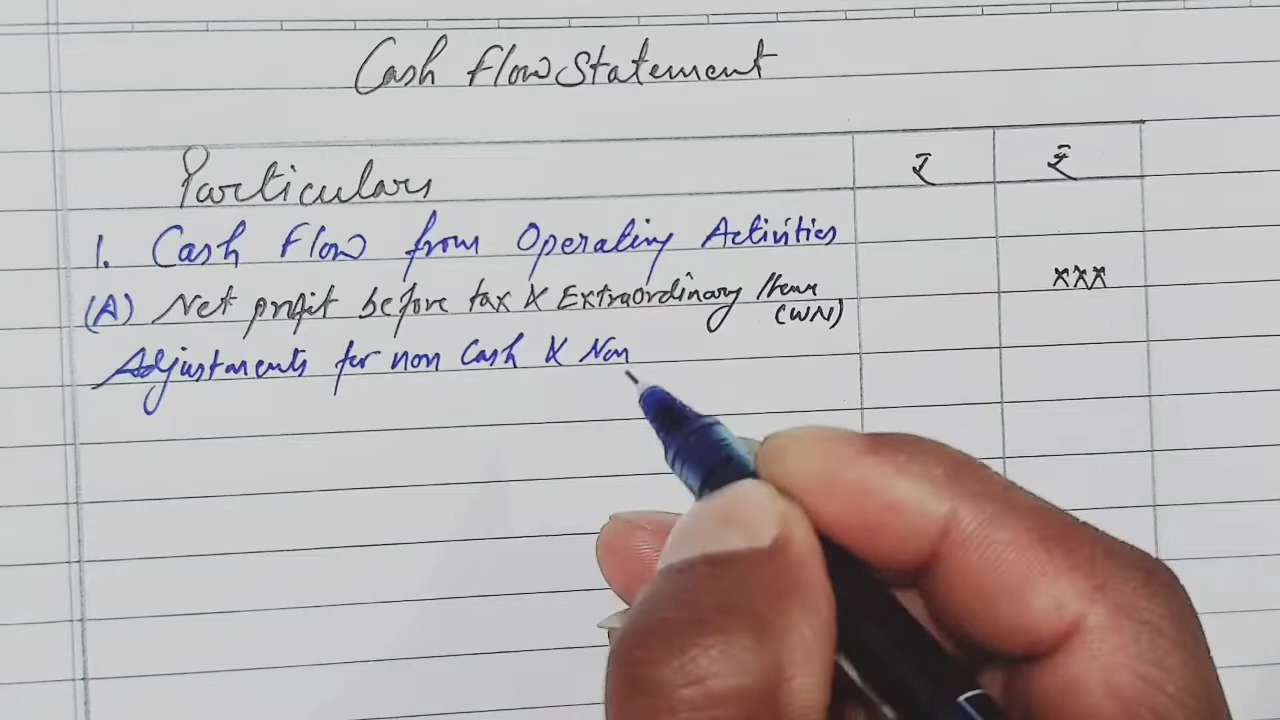 Cash Flow Statement
Particulars ₹ ₹
1. Cash Flow from Operating Activities
(A) Net profit before tax & Extraordinary Items xxx
(WN)
Adjustments for non Cash & Non